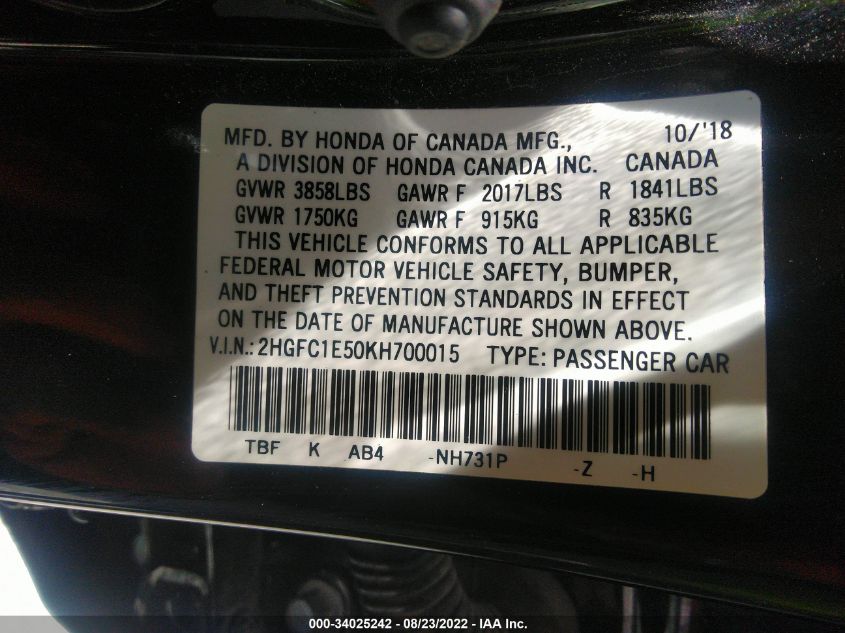 MFD. BY HONDA OF CANADA MFG., 10/'18
A DIVISION OF HONDA CANADA INC. CANADA
GVWR 3858LBS GAWR F 2017LBS R 1841LBS
GVWR 1750KG GAWR F 915KG R 835KG
THIS VEHICLE CONFORMS TO ALL APPLICABLE
FEDERAL MOTOR VEHICLE SAFETY, BUMPER,
AND THEFT PREVENTION STANDARDS IN EFFECT
ON THE DATE OF MANUFACTURE SHOWN ABOVE.
V.I.N.: 2HGFC1E50KH700015 TYPE: PASSENGER CAR
TBF K AB4 -NH731P -Z -H
000-34025242 - 08/23/2022 - IAA Inc.